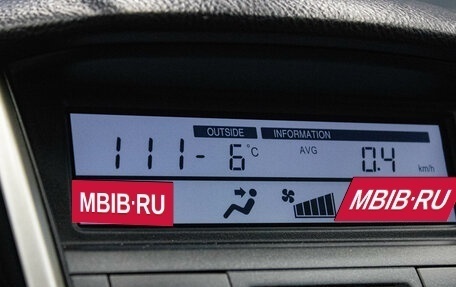 OUTSIDE INFORMATION
111 - 6°C AVG 0.4 km/h
MBIB·RU MBIB·RU